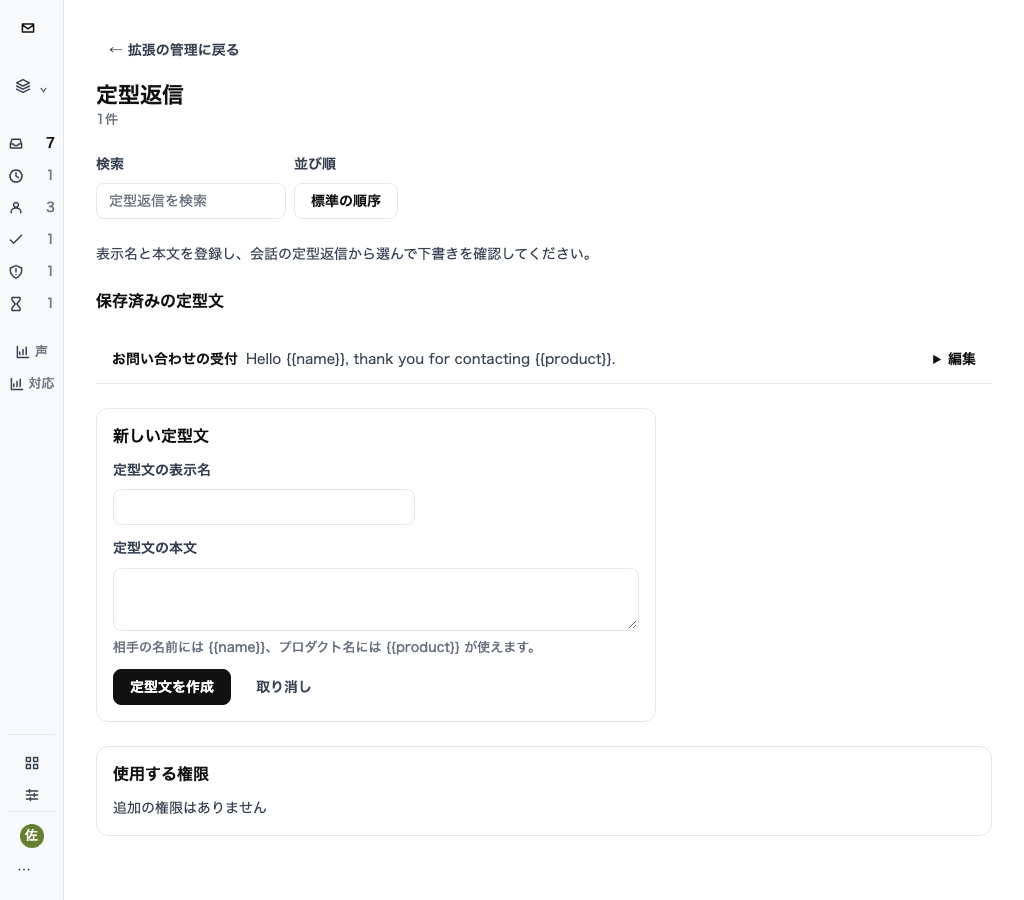 ← 拡張の管理に戻る
定型返信
1件
検索
並び順
定型返信を検索
標準の順序
7
1
3
1
1
1
声
対応
表示名と本文を登録し、会話の定型返信から選んで下書きを確認してください。
保存済みの定型文
お問い合わせの受付 Hello {{name}}, thank you for contacting {{product}}.
▶ 編集
新しい定型文
定型文の表示名
定型文の本文
相手の名前には {{name}}、プロダクト名には {{product}} が使えます。
定型文を作成
取り消し
使用する権限
追加の権限はありません
佐
…